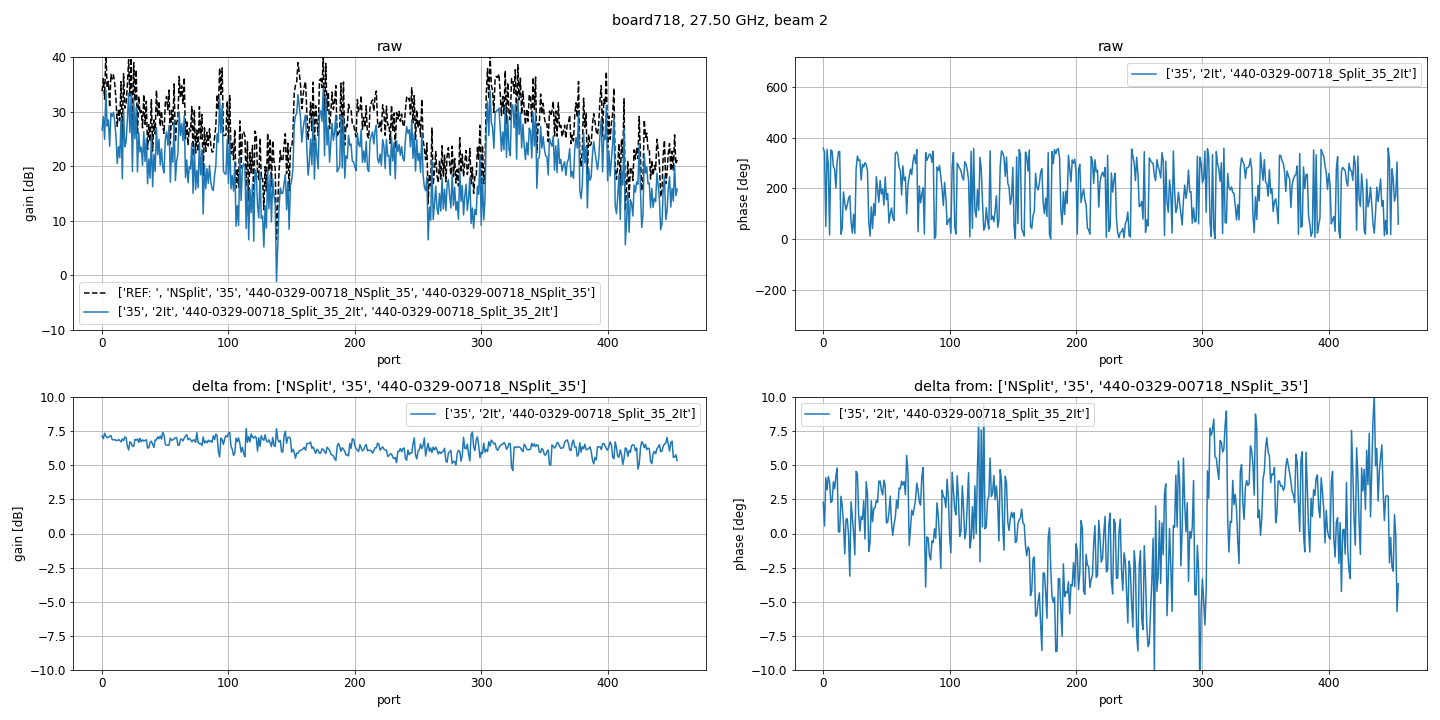 board718, 27.50 GHz, beam 2
raw
gain [dB]
40
30
20
10
0
−10
['REF: ', 'NSplit', '35', '440-0329-00718_NSplit_35', '440-0329-00718_NSplit_35']
['35', '2It', '440-0329-00718_Split_35_2It', '440-0329-00718_Split_35_2It']
0 100 200 300 400
port
raw
phase [deg]
600
400
200
0
−200
['35', '2It', '440-0329-00718_Split_35_2It']
0 100 200 300 400
port
delta from: ['NSplit', '35', '440-0329-00718_NSplit_35']
gain [dB]
10.0
7.5
5.0
2.5
0.0
−2.5
−5.0
−7.5
−10.0
['35', '2It', '440-0329-00718_Split_35_2It']
0 100 200 300 400
port
delta from: ['NSplit', '35', '440-0329-00718_NSplit_35']
phase [deg]
10.0
7.5
5.0
2.5
0.0
−2.5
−5.0
−7.5
−10.0
['35', '2It', '440-0329-00718_Split_35_2It']
0 100 200 300 400
port